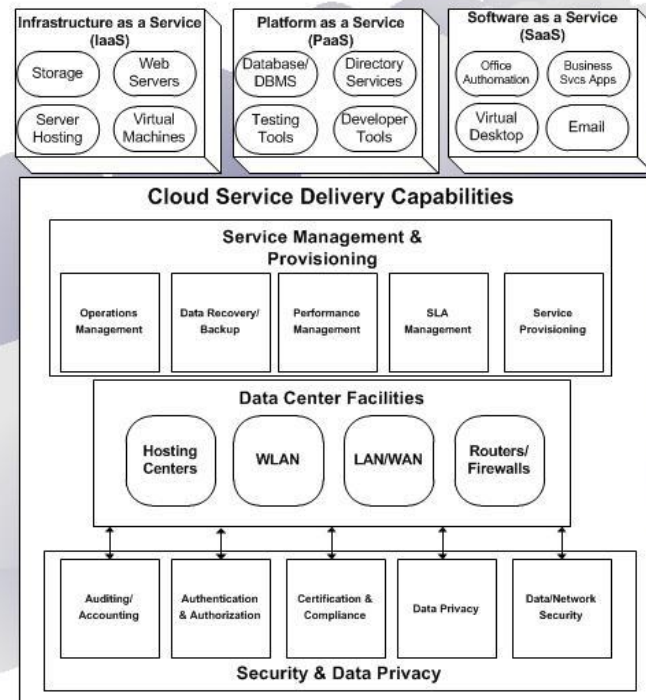 Infrastructure as a Service
(IaaS)
Storage
Web
Servers
Server
Hosting
Virtual
Machines
Platform as a Service
(PaaS)
Database/
DBMS
Directory
Services
Testing
Tools
Developer
Tools
Software as a Service
(SaaS)
Office
Authomation
Business
Svcs Apps
Virtual
Desktop
Email
Cloud Service Delivery Capabilities
Service Management &
Provisioning
Operations
Management
Data Recovery/
Backup
Performance
Management
SLA
Management
Service
Provisioning
Data Center Facilities
Hosting
Centers
WLAN
LAN/WAN
Routers/
Firewalls
Auditing/
Accounting
Authentication
& Authorization
Certification &
Compliance
Data Privacy
Data/Network
Security
Security & Data Privacy